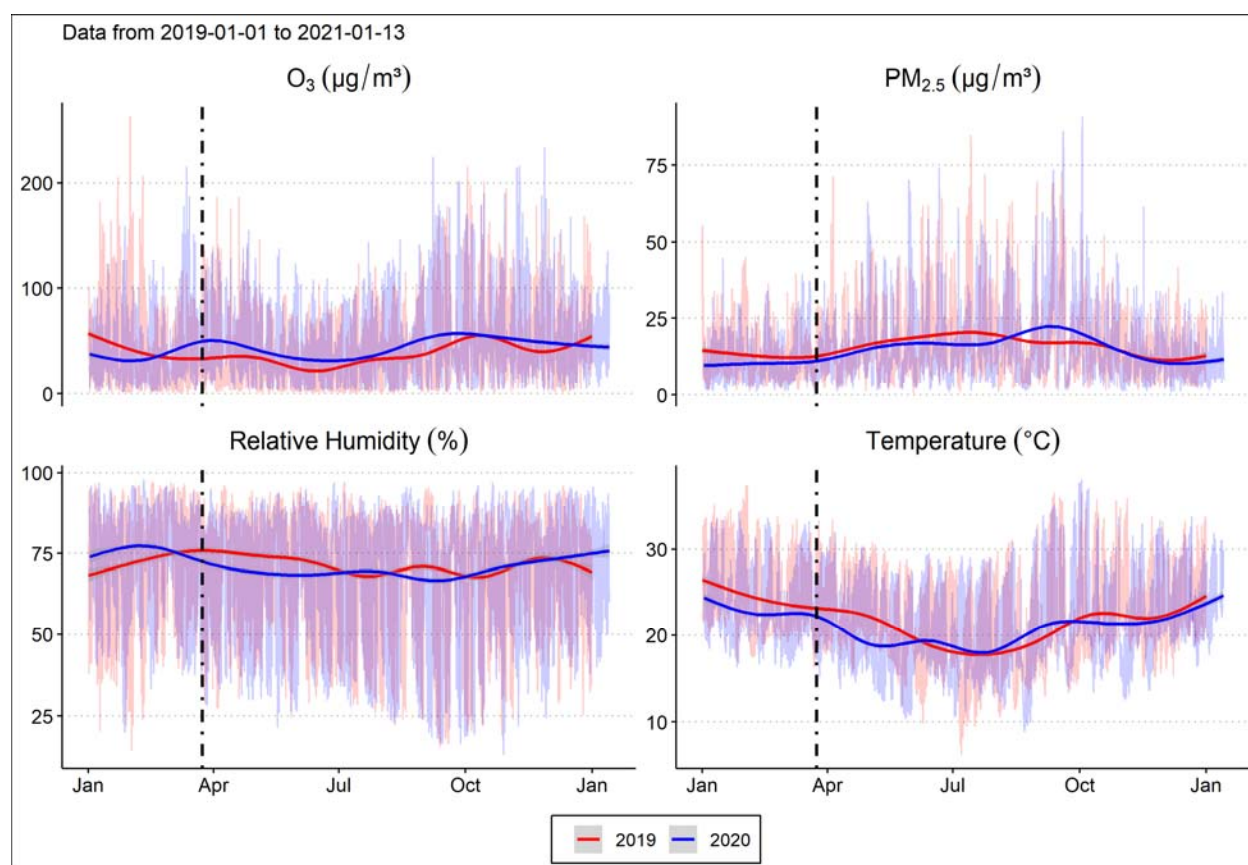 Data from 2019-01-01 to 2021-01-13
O₃ (µg/m³)
PM₂.₅ (µg/m³)
200
100
0
75
50
25
0
Relative Humidity (%)
Temperature (°C)
100
75
50
25
30
20
10
Jan Apr Jul Oct Jan
Jan Apr Jul Oct Jan
2019 2020